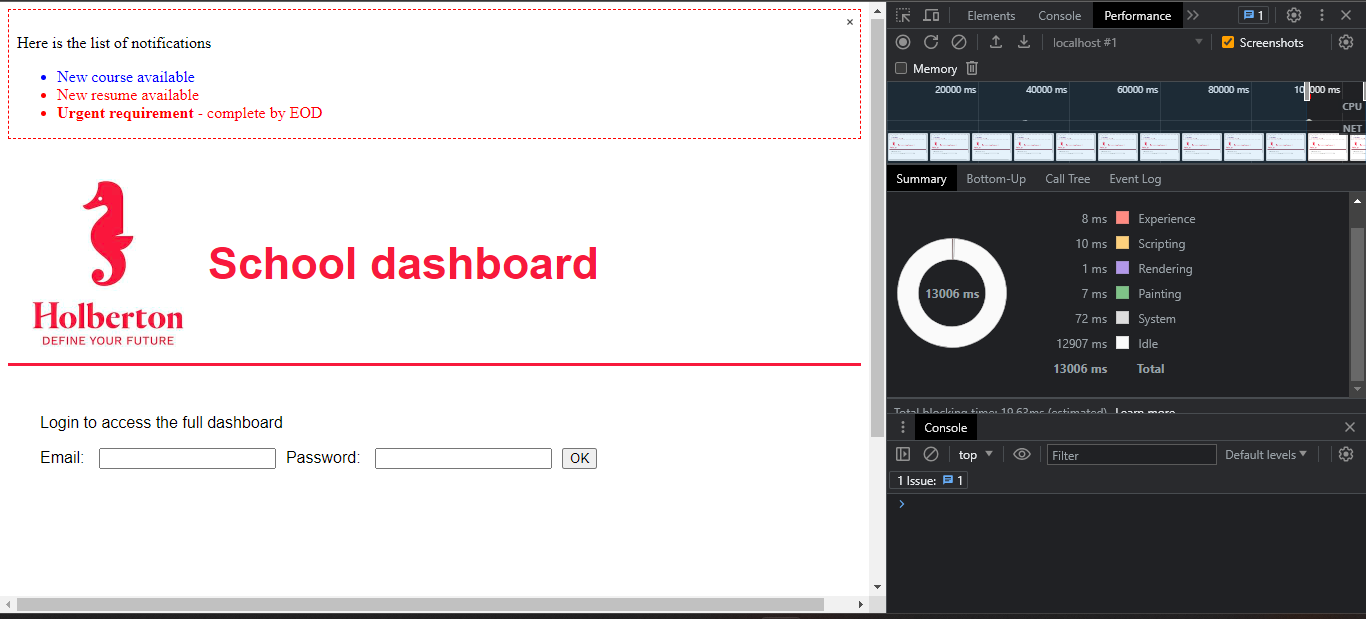 ×
Here is the list of notifications
New course available
New resume available
Urgent requirement - complete by EOD
Holberton
DEFINE YOUR FUTURE
School dashboard
Login to access the full dashboard
Email: Password: OK
Elements Console Performance 1
localhost #1 Screenshots
Memory
20000 ms 40000 ms 60000 ms 80000 ms
CPU
NET
Summary Bottom-Up Call Tree Event Log
13006 ms
8 ms Experience
10 ms Scripting
1 ms Rendering
7 ms Painting
72 ms System
12907 ms Idle
13006 ms Total
Total blocking time: 19.63ms (estimated) Learn more
Console
top Filter Default levels
1 Issue: 1